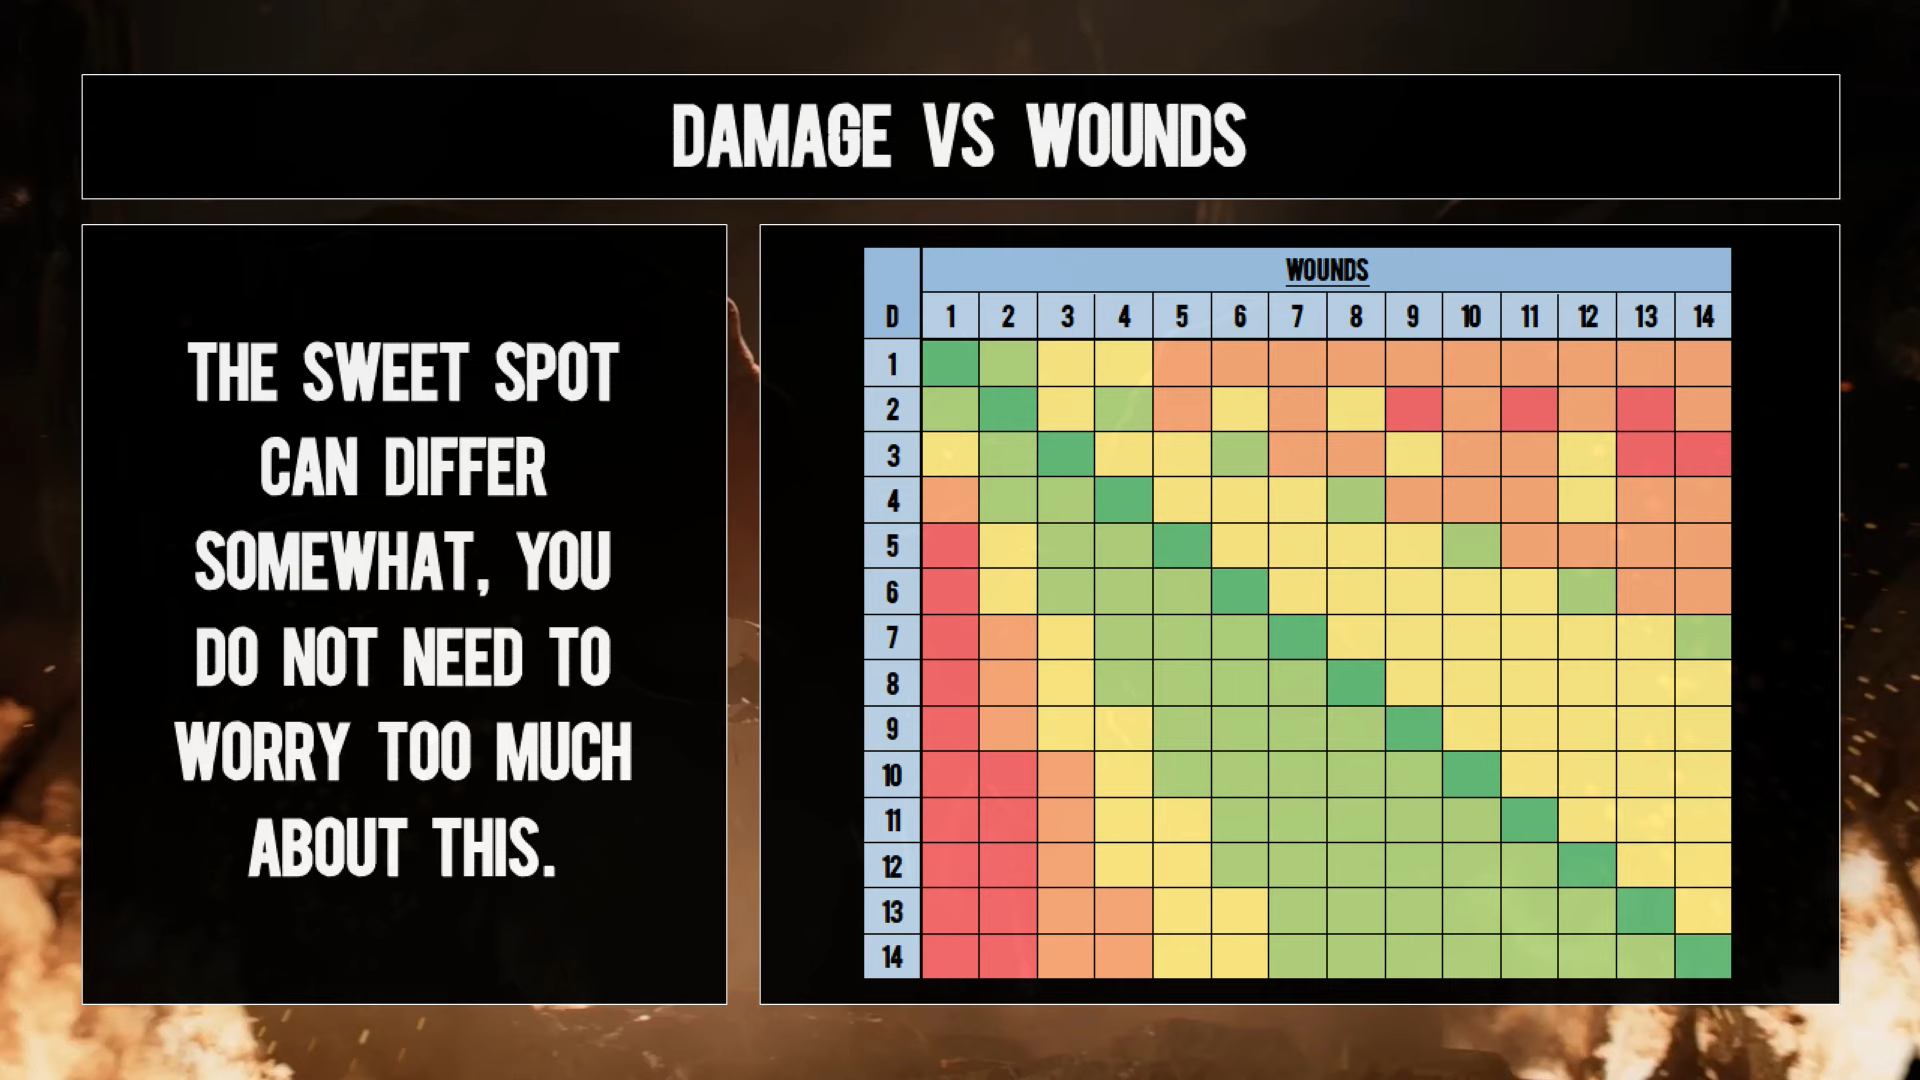 DAMAGE VS WOUNDS
THE SWEET SPOT
CAN DIFFER
SOMEWHAT, YOU
DO NOT NEED TO
WORRY TOO MUCH
ABOUT THIS.
WOUNDS
D 1 2 3 4 5 6 7 8 9 10 11 12 13 14
1
2
3
4
5
6
7
8
9
10
11
12
13
14